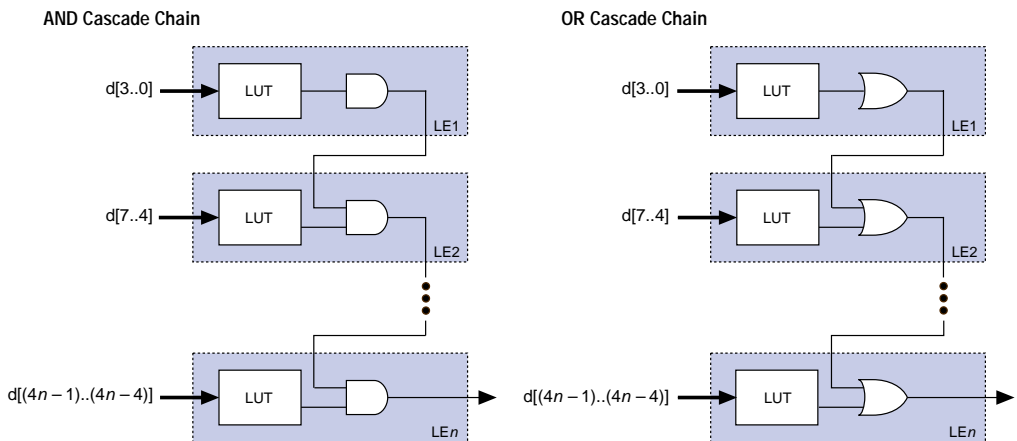 AND Cascade Chain
d[3..0]
LUT
LE1
d[7..4]
LUT
LE2
d[(4n – 1)..(4n – 4)]
LUT
LEn
OR Cascade Chain
d[3..0]
LUT
LE1
d[7..4]
LUT
LE2
d[(4n – 1)..(4n – 4)]
LUT
LEn